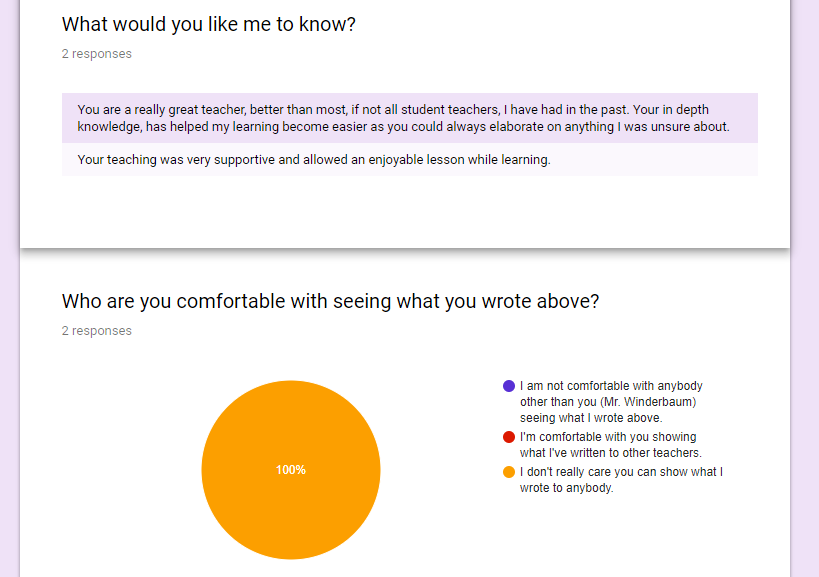 What would you like me to know?
2 responses
You are a really great teacher, better than most, if not all student teachers, I have had in the past. Your in depth
knowledge, has helped my learning become easier as you could always elaborate on anything I was unsure about.
Your teaching was very supportive and allowed an enjoyable lesson while learning.
Who are you comfortable with seeing what you wrote above?
2 responses
100%
I am not comfortable with anybody
other than you (Mr. Winderbaum)
seeing what I wrote above.
I'm comfortable with you showing
what I've written to other teachers.
I don't really care you can show what I
wrote to anybody.